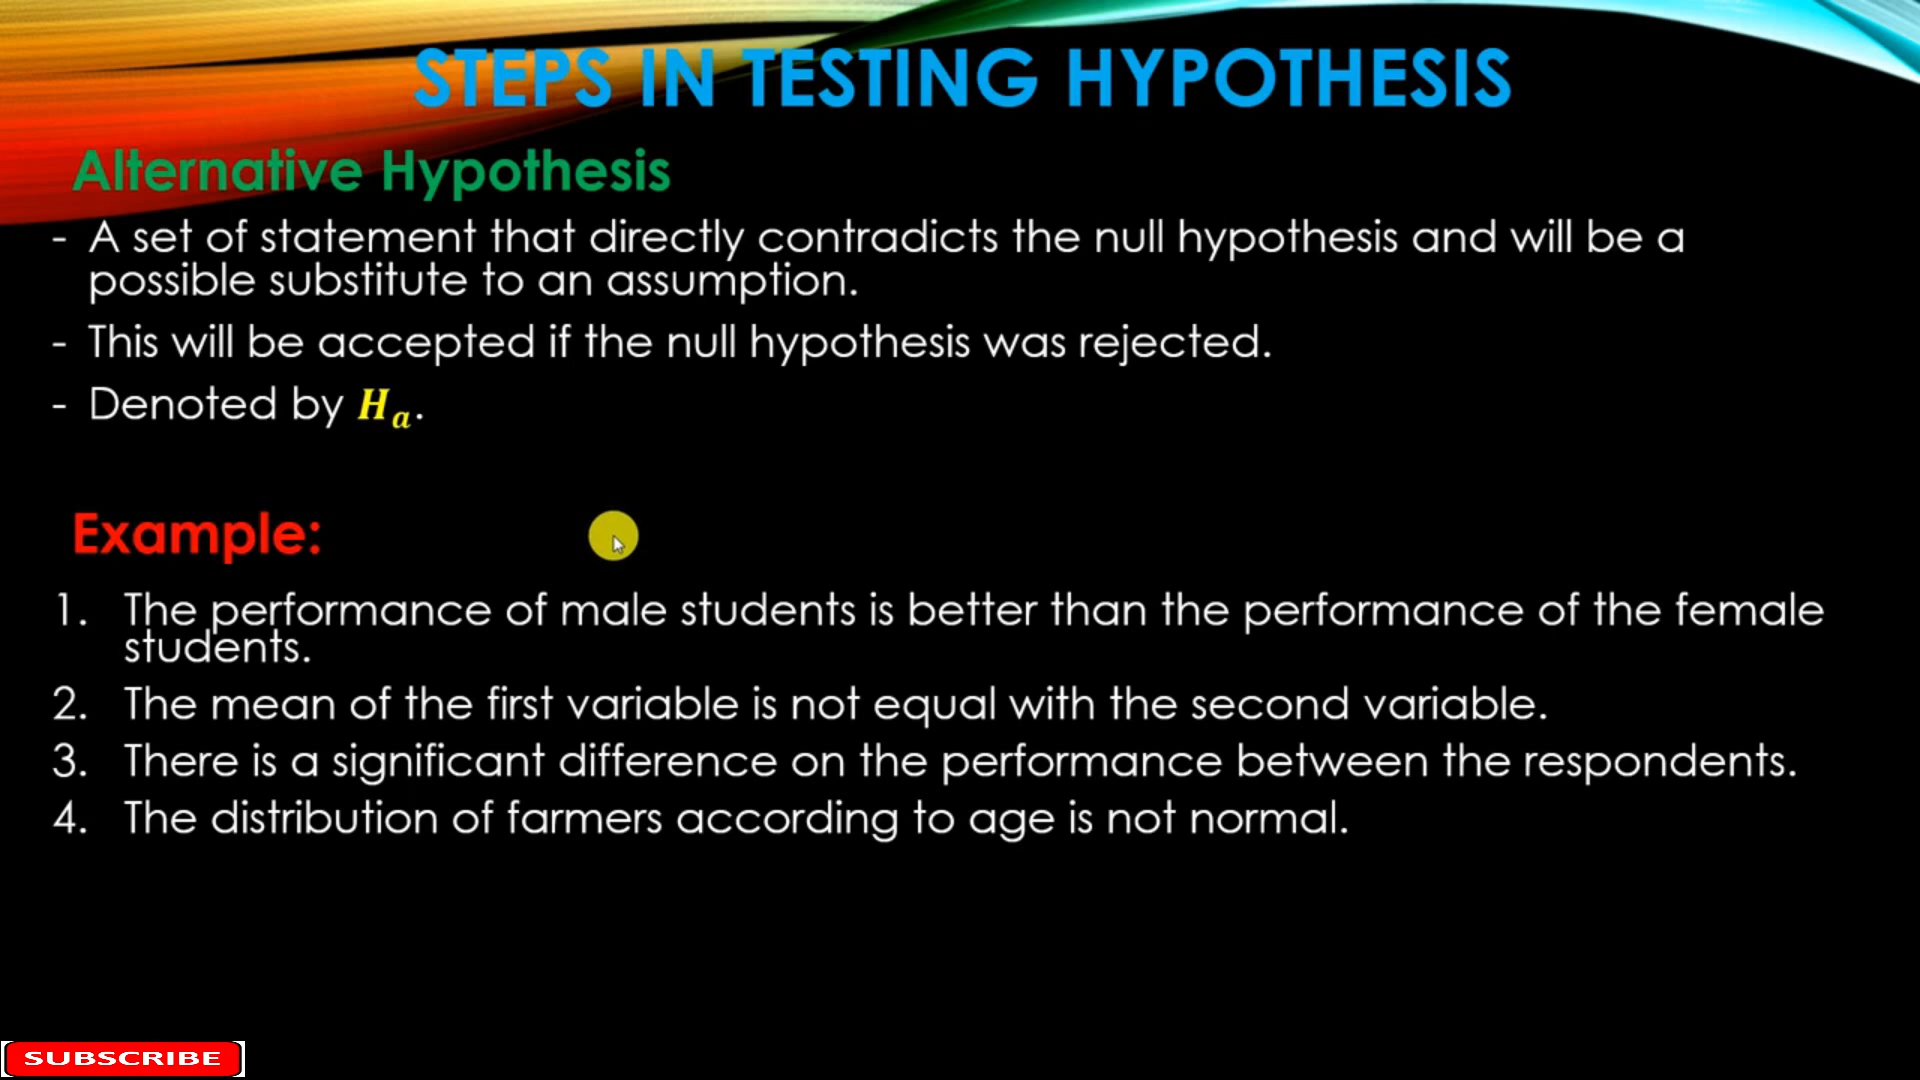 STEPS IN TESTING HYPOTHESIS
Alternative Hypothesis
- A set of statement that directly contradicts the null hypothesis and will be a
possible substitute to an assumption.
- This will be accepted if the null hypothesis was rejected.
- Denoted by Hₐ.
Example:
1. The performance of male students is better than the performance of the female
students.
2. The mean of the first variable is not equal with the second variable.
3. There is a significant difference on the performance between the respondents.
4. The distribution of farmers according to age is not normal.
SUBSCRIBE